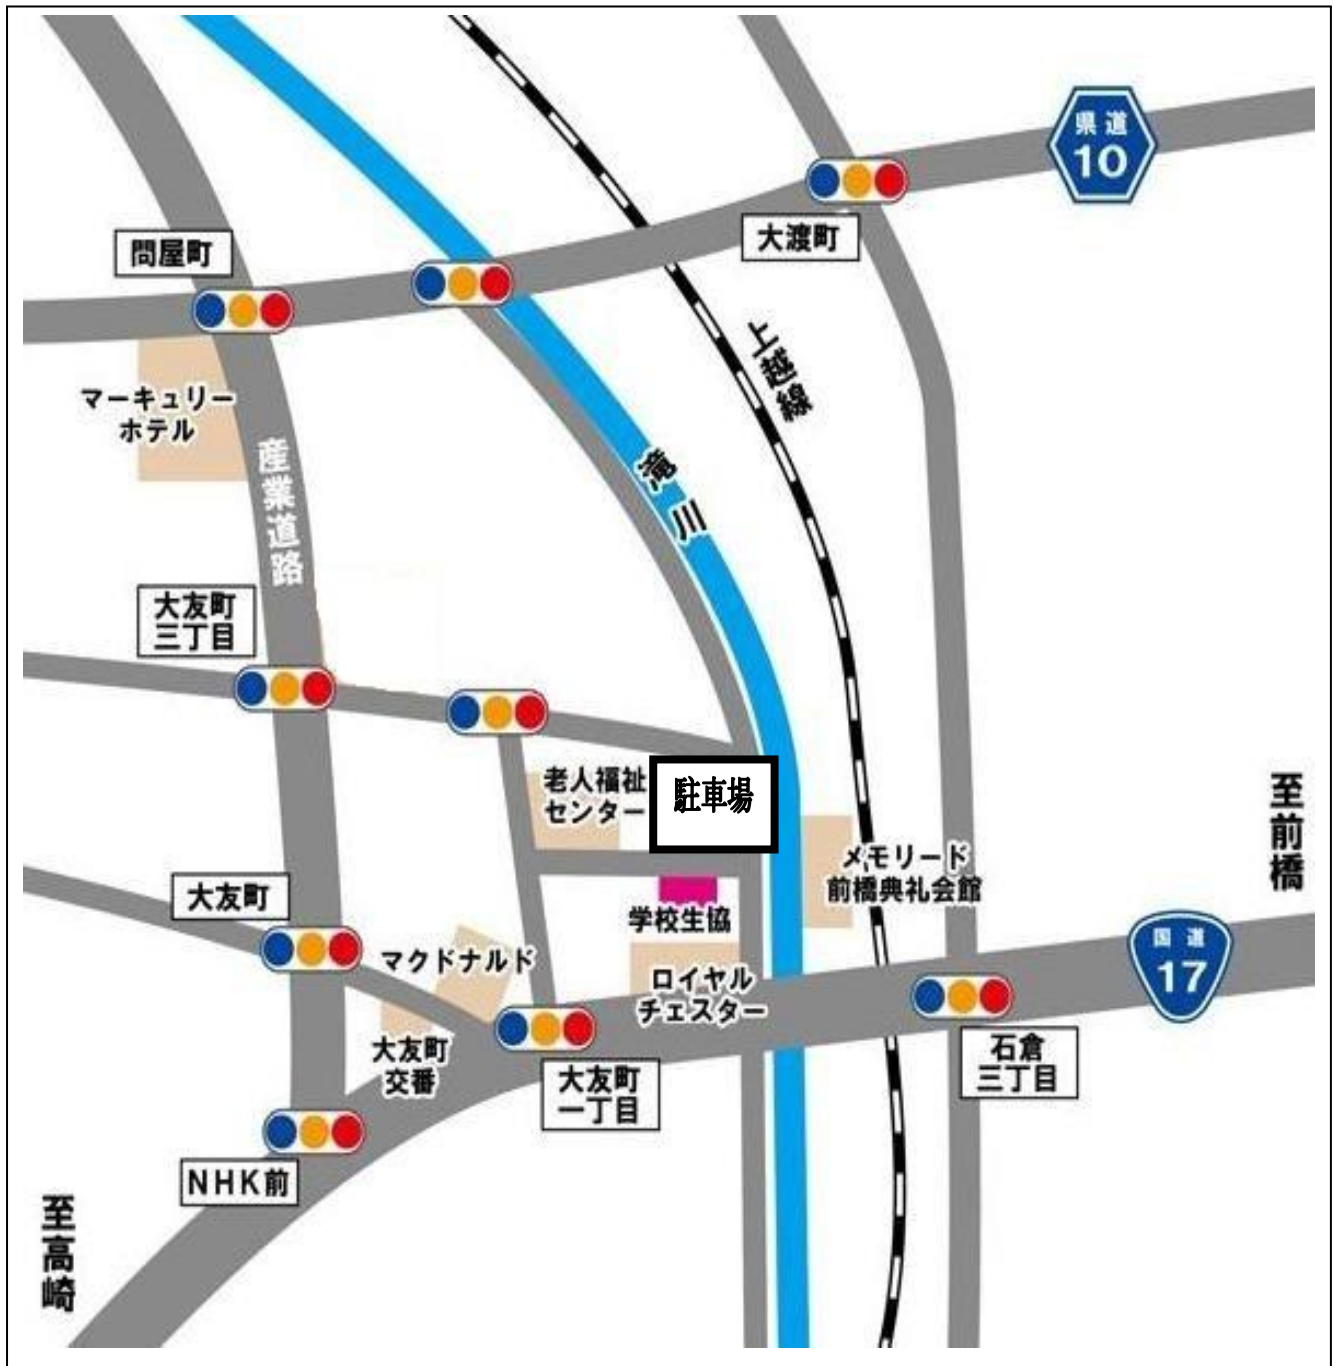 県道
10
大渡町
問屋町
上越線
マーキュリー
ホテル
産業道路
滝川
大友町
三丁目
老人福祉
センター
駐車場
至前橋
メモリード
前橋典礼会館
大友町
学校生協
マクドナルド
国道
17
ロイヤル
チェスター
大友町
交番
石倉
三丁目
大友町
一丁目
NHK前
至高崎